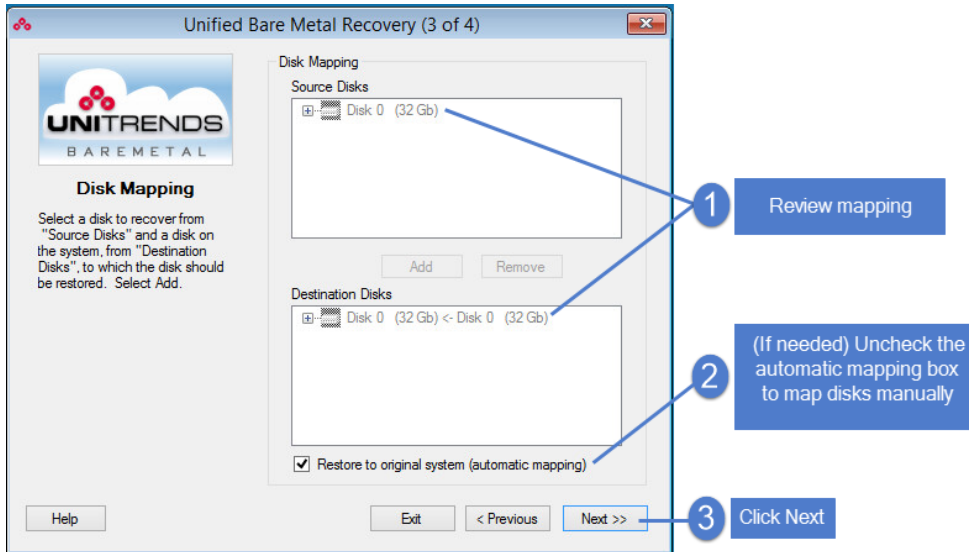 Unified Bare Metal Recovery (3 of 4)
UNITRENDS
BAREMETAL
Disk Mapping
Select a disk to recover from
"Source Disks" and a disk on
the system, from "Destination
Disks", to which the disk should
be restored. Select Add.
Disk Mapping
Source Disks
Disk 0 (32 Gb)
Add
Remove
Destination Disks
Disk 0 (32 Gb) <- Disk 0 (32 Gb)
Restore to original system (automatic mapping)
Help
Exit
< Previous
Next >>
1
Review mapping
2
(If needed) Uncheck the
automatic mapping box
to map disks manually
3
Click Next